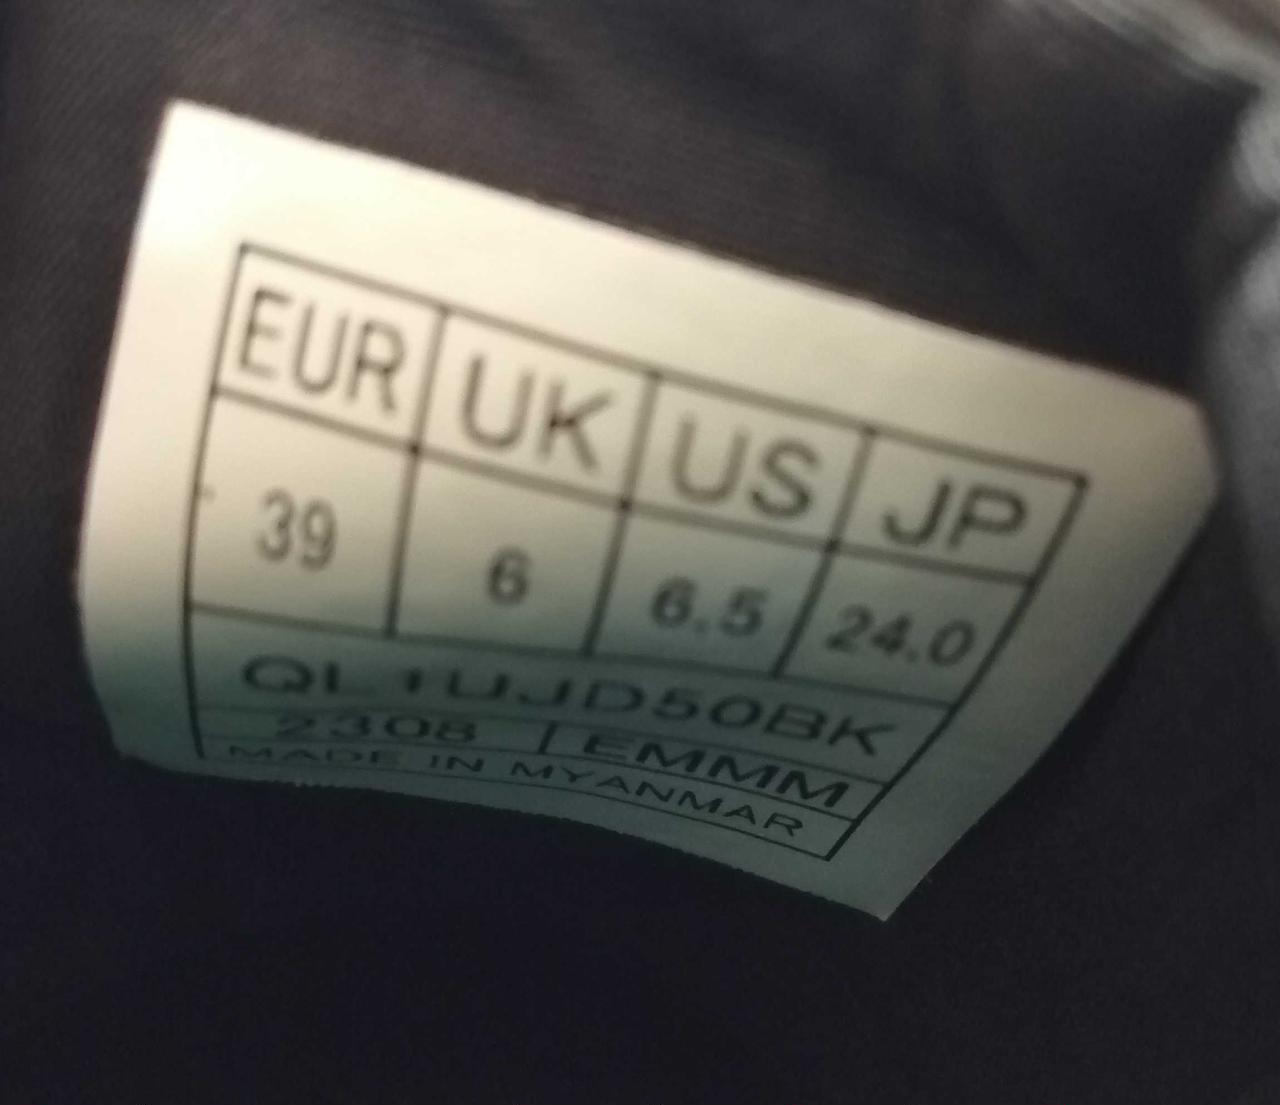 EUR UK US JP
39 6 6.5 24.0
QL1UJD50BK
2308 EMMM
MADE IN MYANMAR